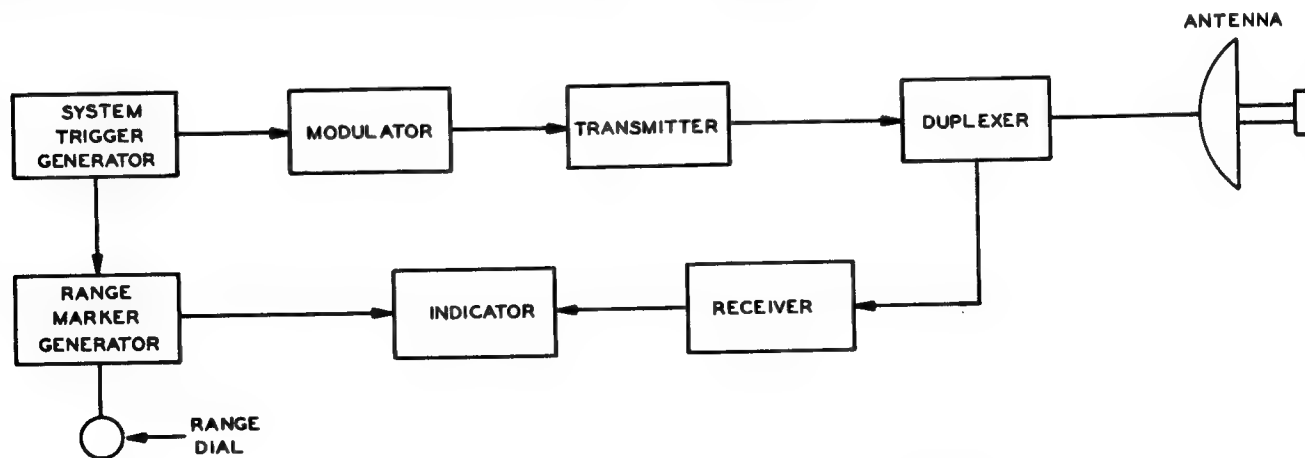 ANTENNA
SYSTEM
TRIGGER
GENERATOR
MODULATOR
TRANSMITTER
DUPLEXER
RANGE
MARKER
GENERATOR
INDICATOR
RECEIVER
RANGE
DIAL